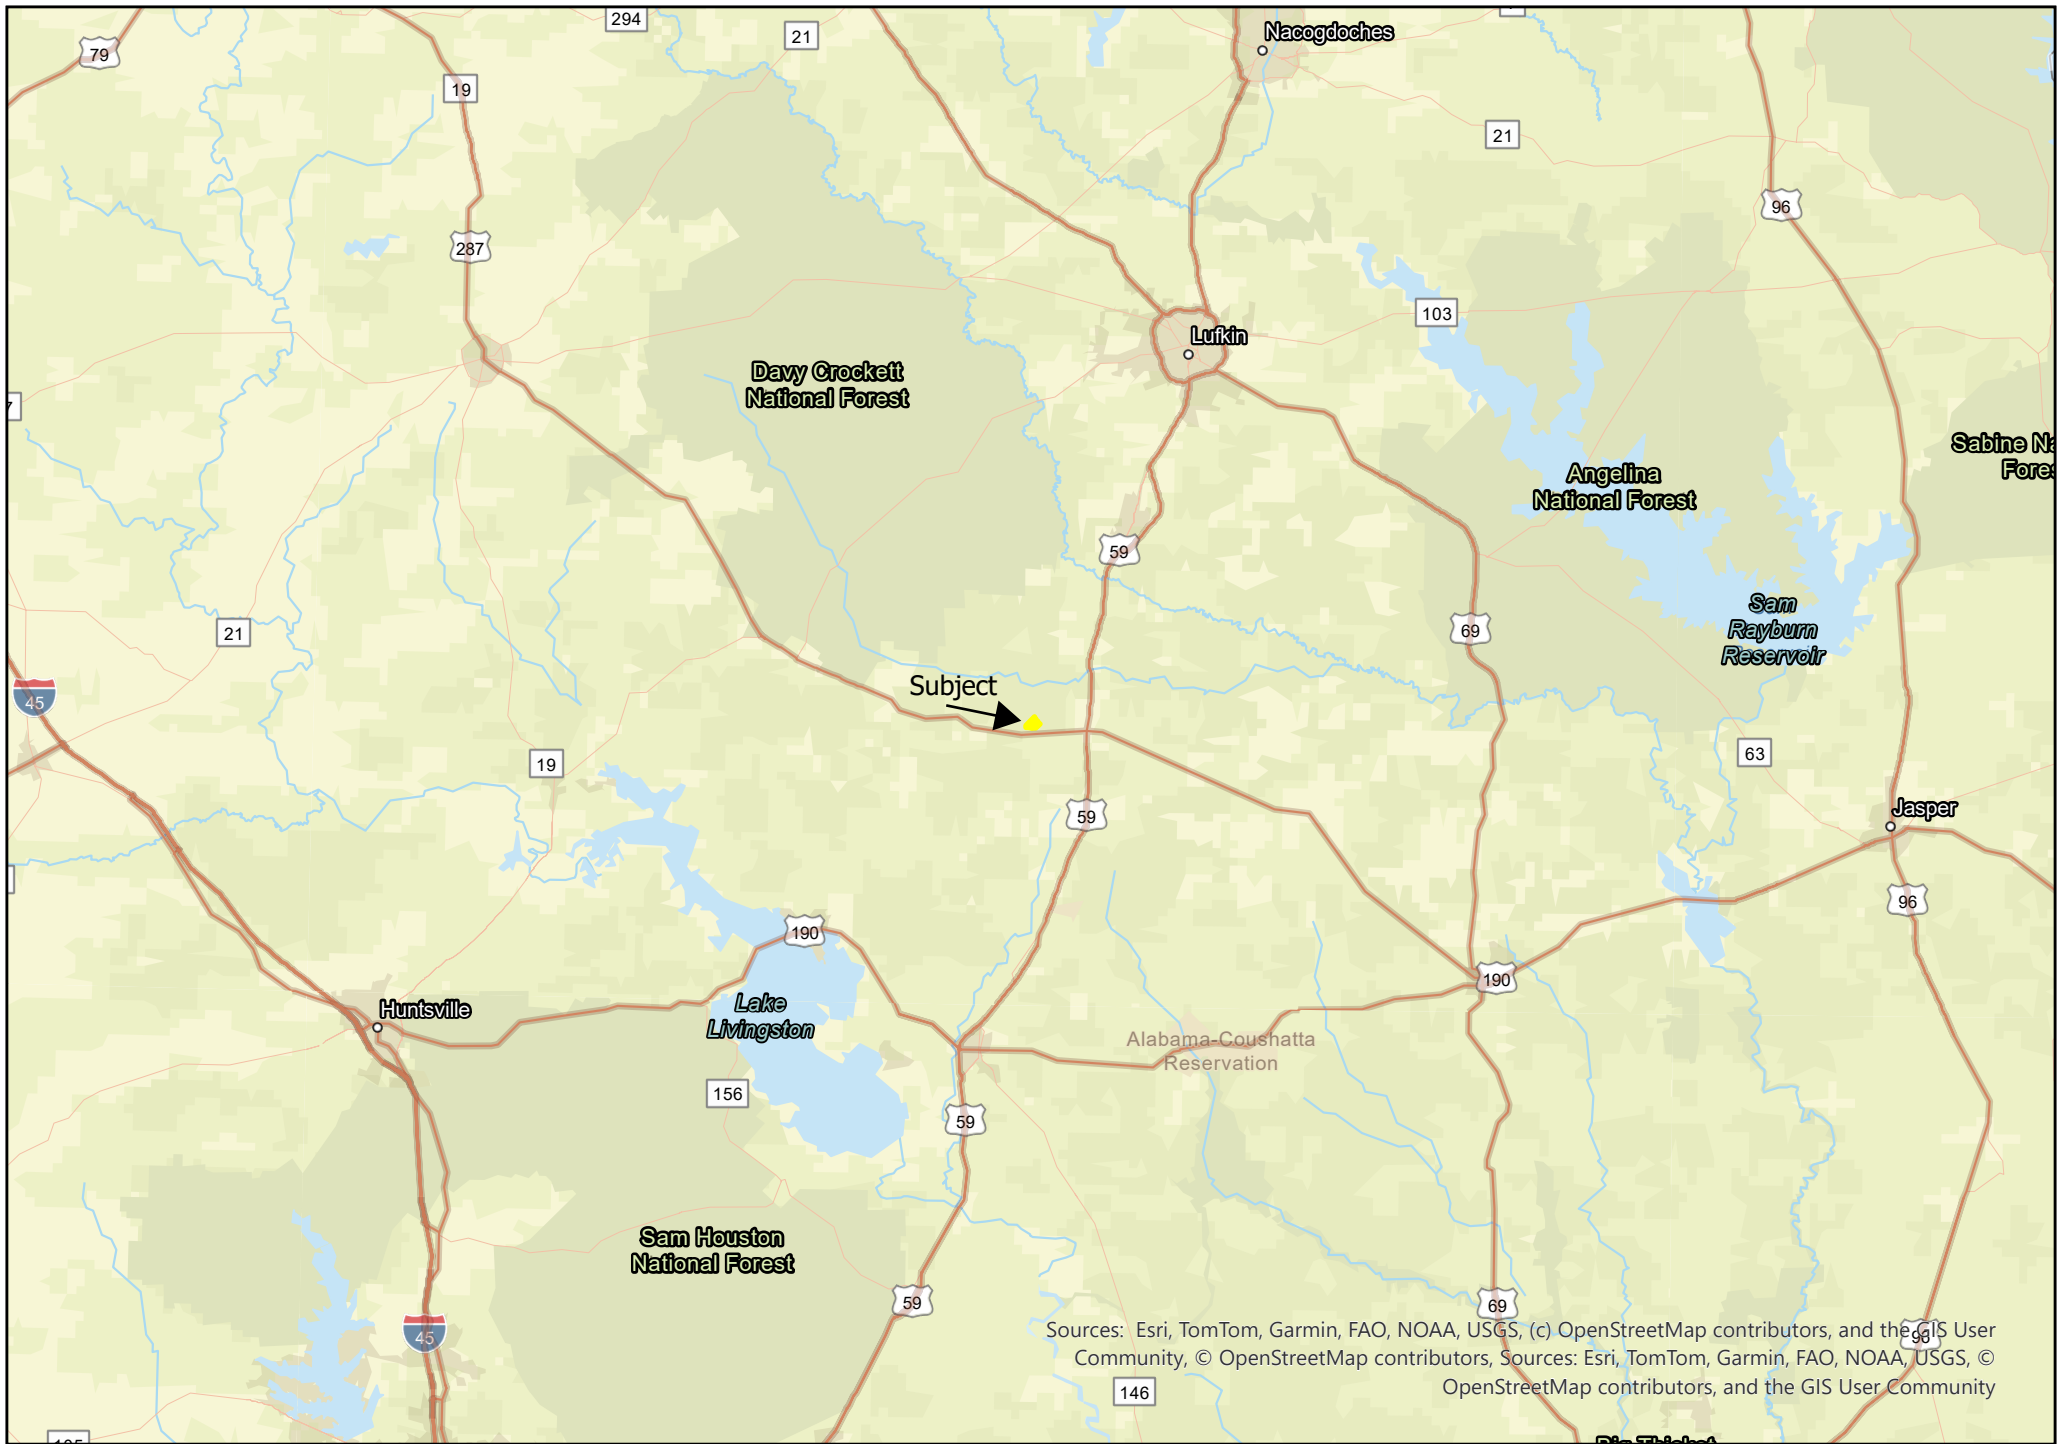 294
21
Nacogdoches
79
19
21
96
287
103
Lufkin
Davy Crockett
National Forest
Sabine Na
Fores
Angelina
National Forest
59
Sam
Rayburn
Reservoir
21
69
Subject
45
63
19
Jasper
59
96
190
190
Lake
Livingston
Huntsville
Alabama-Coushatta
Reservation
156
59
Sam Houston
National Forest
59
69
45
96
Sources: Esri, TomTom, Garmin, FAO, NOAA, USGS, (c) OpenStreetMap contributors, and the GIS User
Community, © OpenStreetMap contributors, Sources: Esri, TomTom, Garmin, FAO, NOAA, USGS, ©
OpenStreetMap contributors, and the GIS User Community
146